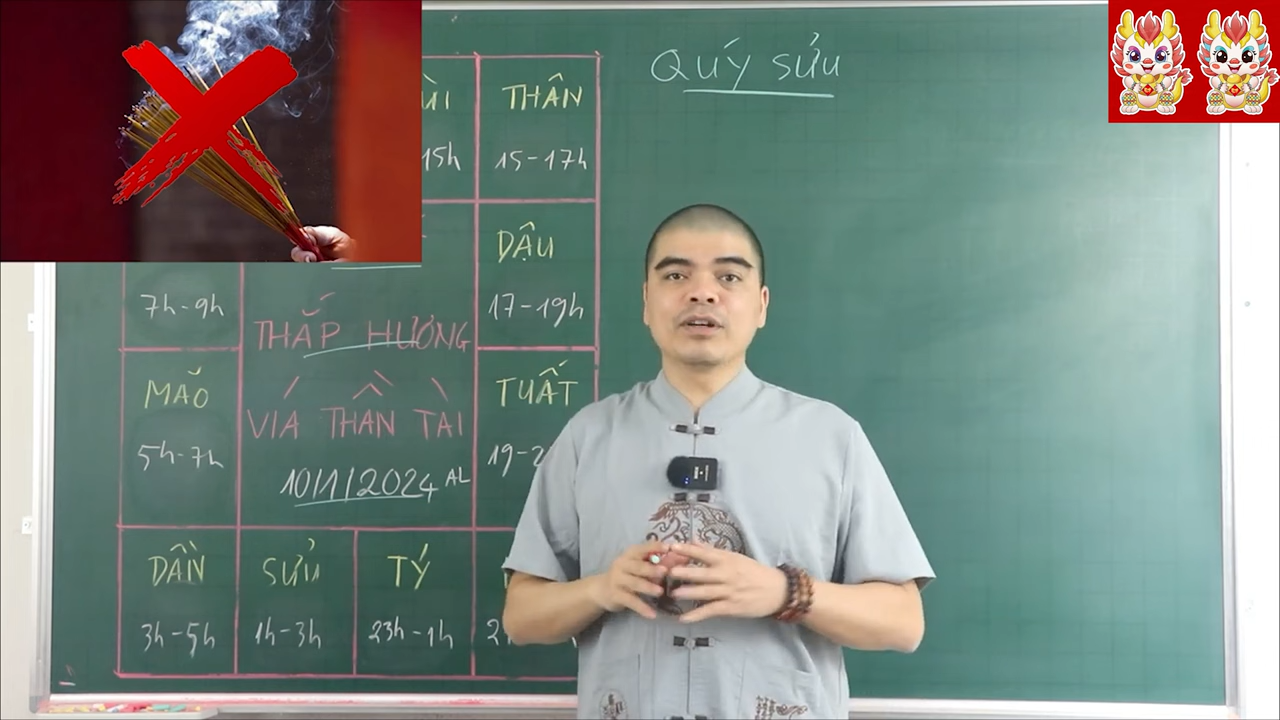 QUÝ SỬU
THÂN
15h
15-17h
DẬU
7h-9h
17-19h
THẮP HƯƠNG
MÃO
TUẤT
VÍA THẦN TÀI
5h-7h
10/1/2024 AL
DẦN
SỬU
TÝ
3h-5h
1h-3h
23h-1h